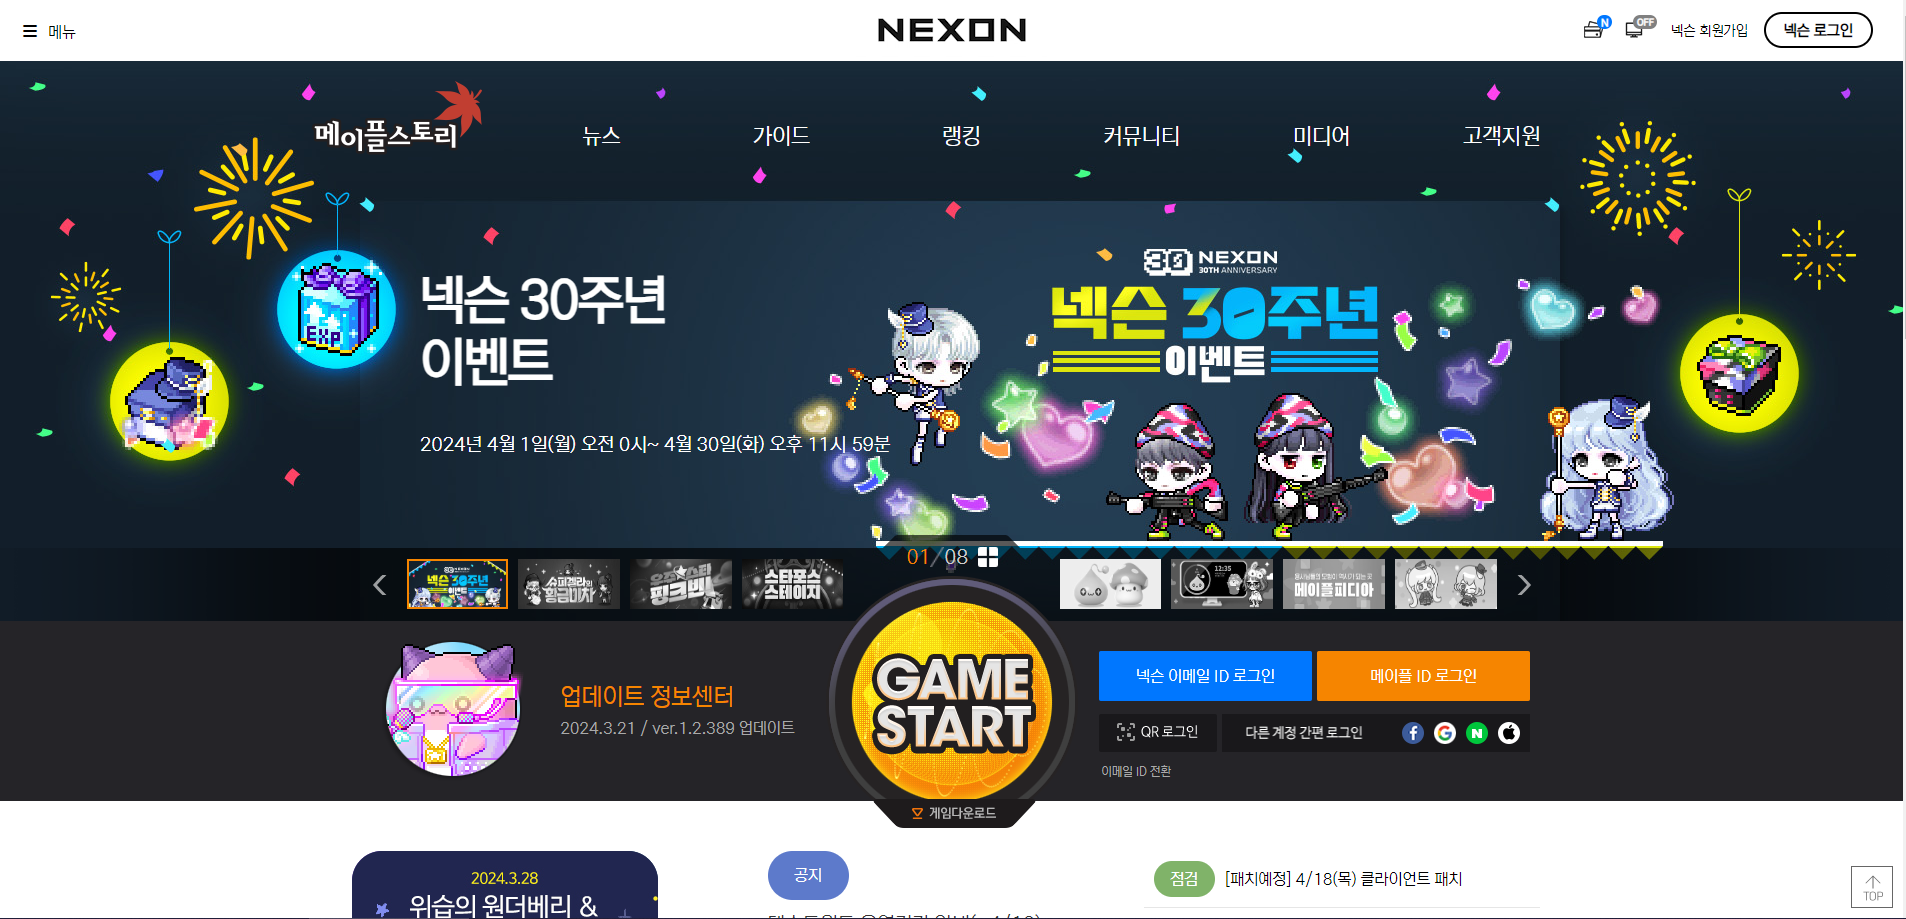 메뉴
NEXON
N
OFF
넥슨 회원가입
넥슨 로그인
메이플스토리
뉴스
가이드
랭킹
커뮤니티
미디어
고객지원
EXP
넥슨 30주년
이벤트
2024년 4월 1일(월) 오전 0시~ 4월 30일(화) 오후 11시 59분
30 NEXON
30TH ANNIVERSARY
넥슨 30주년
이벤트
01/08
넥슨 30주년
이벤트
슈피겔라의
황금마차
핑크빈
스타포스
스테이지
12:35
메이플피디아
업데이트 정보센터
2024.3.21 / ver.1.2.389 업데이트
GAME
START
게임다운로드
넥슨 이메일 ID 로그인
메이플 ID 로그인
QR 로그인
다른 계정 간편 로그인
이메일 ID 전환
2024.3.28
위습의 원더베리 &
공지
점검
[패치예정] 4/18(목) 클라이언트 패치
TOP